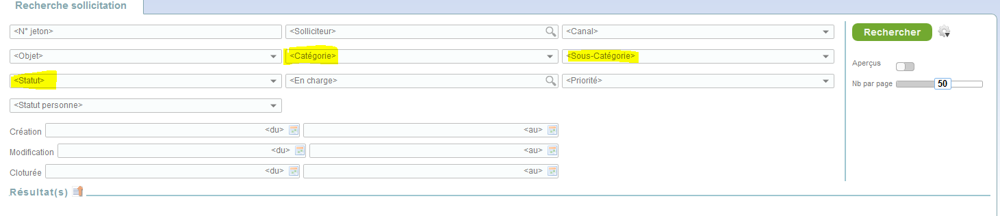 Recherche sollicitation
<N° jeton> <Solliciteur> <Canal> Rechercher
<Objet> <Catégorie> <Sous-Catégorie>
Aperçus
<Statut> <En charge> <Priorité> Nb par page 50
<Statut personne>
Création <du> <au>
Modification <du> <au>
Cloturée <du> <au>
Résultat(s)